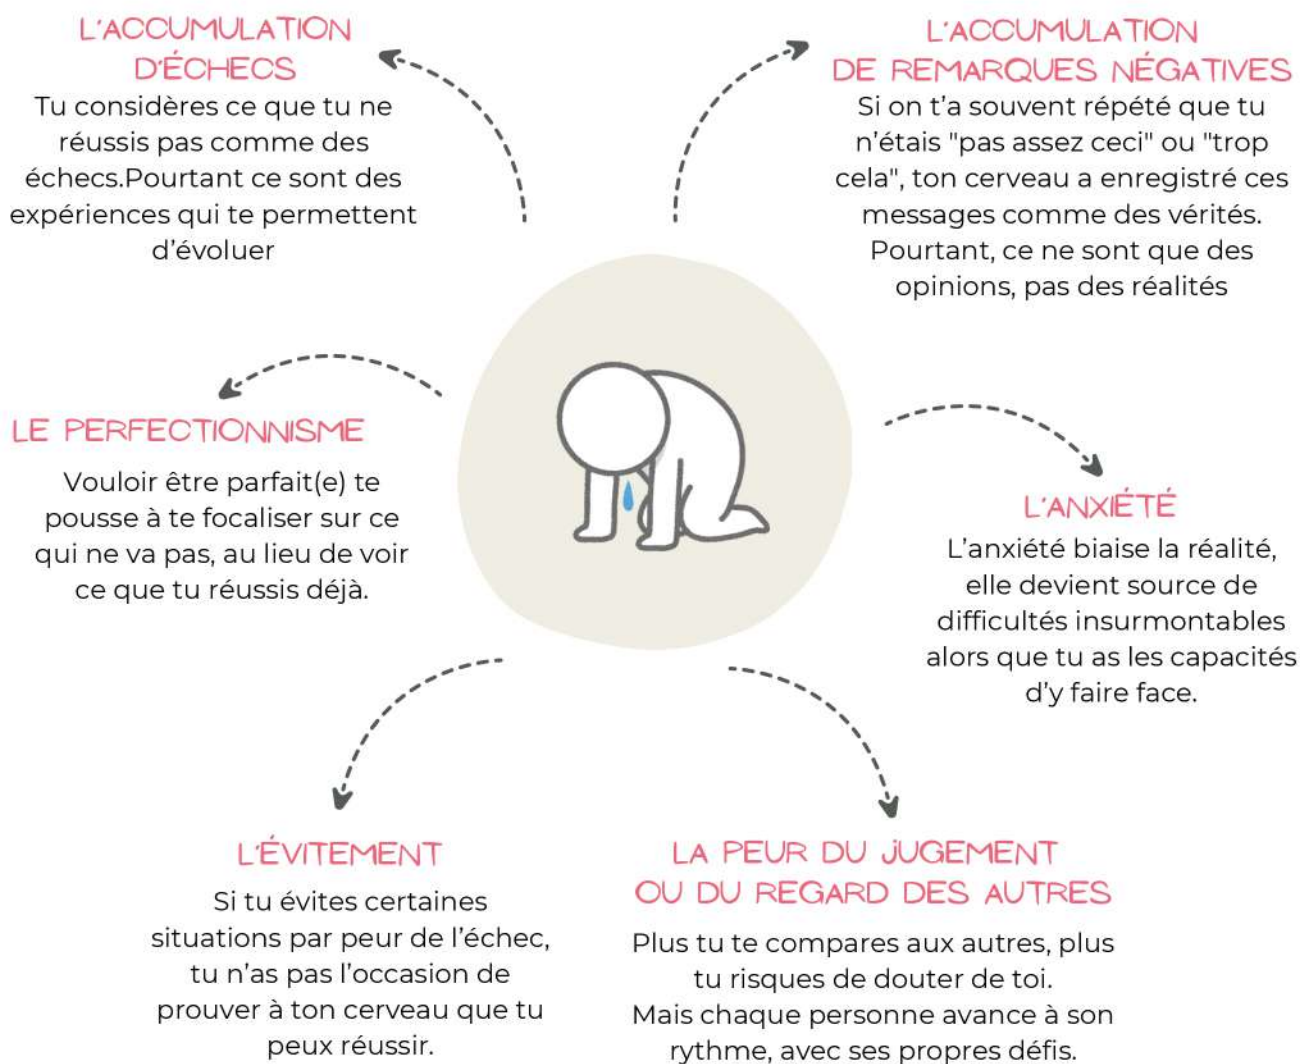 L'ACCUMULATION
D'ÉCHECS
Tu considères ce que tu ne
réussis pas comme des
échecs.Pourtant ce sont des
expériences qui te permettent
d'évoluer
L'ACCUMULATION
DE REMARQUES NÉGATIVES
Si on t'a souvent répété que tu
n'étais "pas assez ceci" ou "trop
cela", ton cerveau a enregistré ces
messages comme des vérités.
Pourtant, ce ne sont que des
opinions, pas des réalités
LE PERFECTIONNISME
Vouloir être parfait(e) te
pousse à te focaliser sur ce
qui ne va pas, au lieu de voir
ce que tu réussis déjà.
L'ANXIÉTÉ
L'anxiété biaise la réalité,
elle devient source de
difficultés insurmontables
alors que tu as les capacités
d'y faire face.
L'ÉVITEMENT
Si tu évites certaines
situations par peur de l'échec,
tu n'as pas l'occasion de
prouver à ton cerveau que tu
peux réussir.
LA PEUR DU JUGEMENT
OU DU REGARD DES AUTRES
Plus tu te compares aux autres, plus
tu risques de douter de toi.
Mais chaque personne avance à son
rythme, avec ses propres défis.